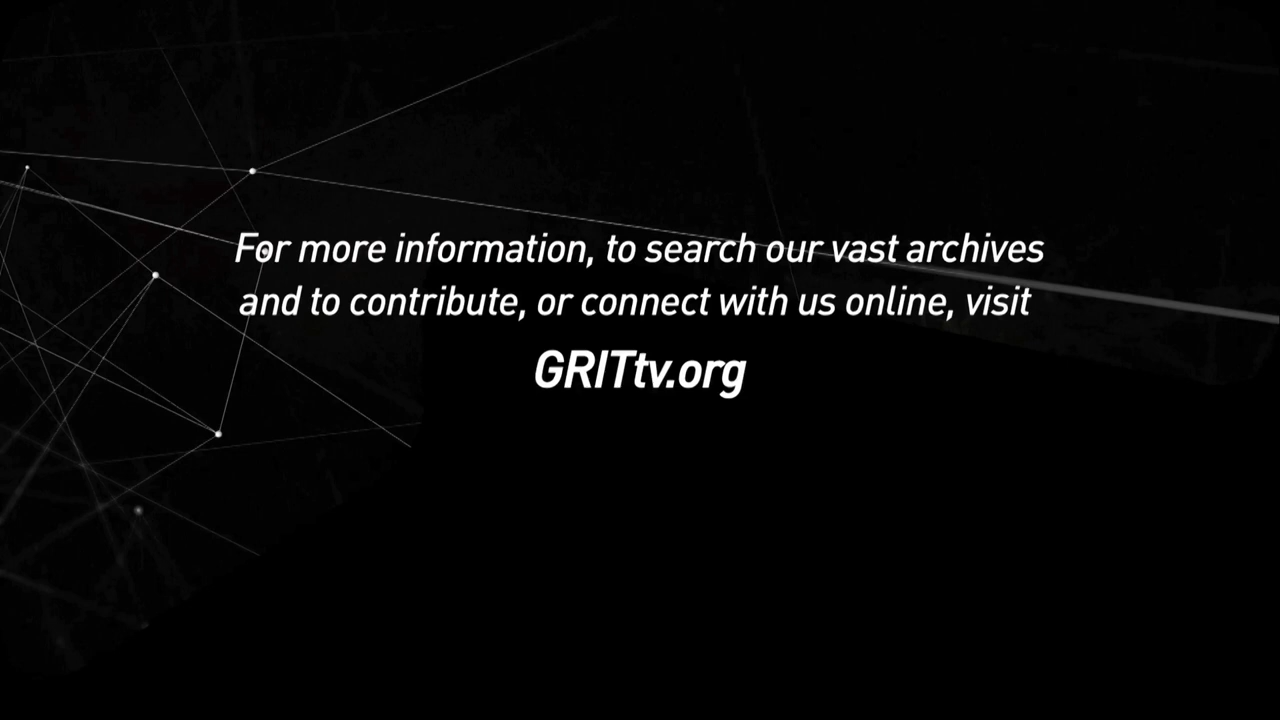 For more information, to search our vast archives
and to contribute, or connect with us online, visit
GRITtv.org